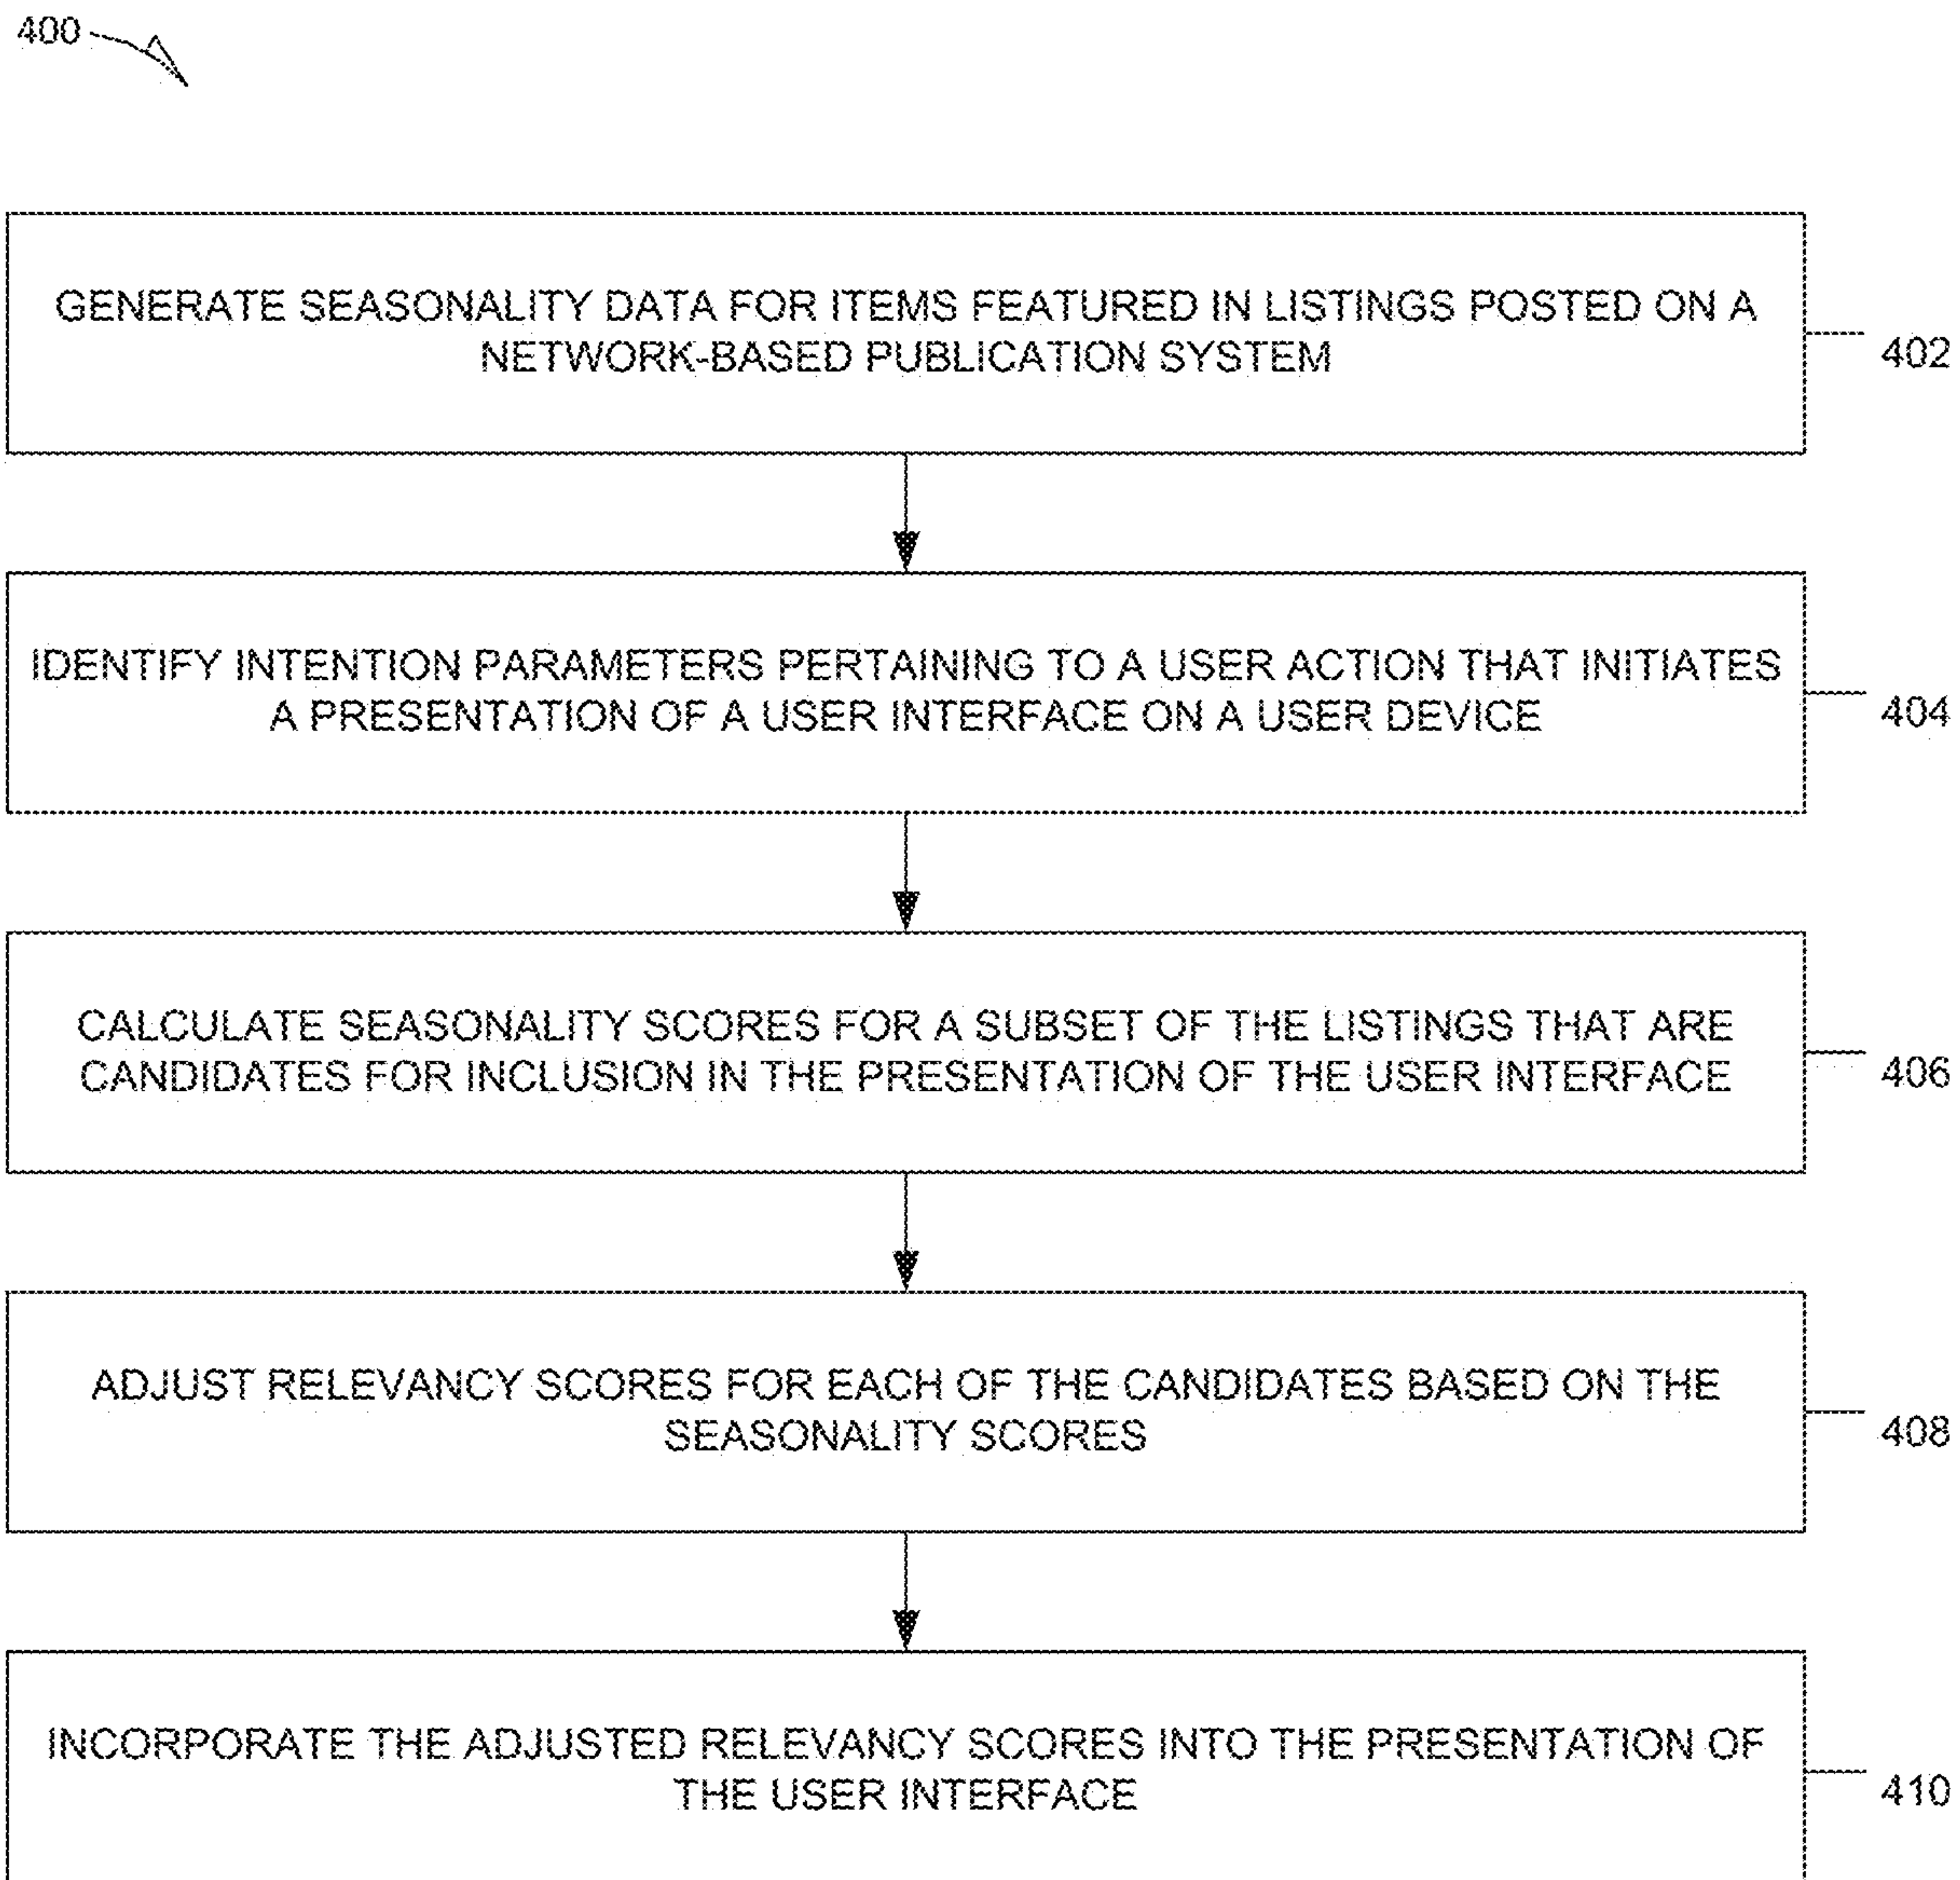 400
GENERATE SEASONALITY DATA FOR ITEMS FEATURED IN LISTINGS POSTED ON A
NETWORK-BASED PUBLICATION SYSTEM
402
IDENTIFY INTENTION PARAMETERS PERTAINING TO A USER ACTION THAT INITIATES
A PRESENTATION OF A USER INTERFACE ON A USER DEVICE
404
CALCULATE SEASONALITY SCORES FOR A SUBSET OF THE LISTINGS THAT ARE
CANDIDATES FOR INCLUSION IN THE PRESENTATION OF THE USER INTERFACE
406
ADJUST RELEVANCY SCORES FOR EACH OF THE CANDIDATES BASED ON THE
SEASONALITY SCORES
408
INCORPORATE THE ADJUSTED RELEVANCY SCORES INTO THE PRESENTATION OF
THE USER INTERFACE
410